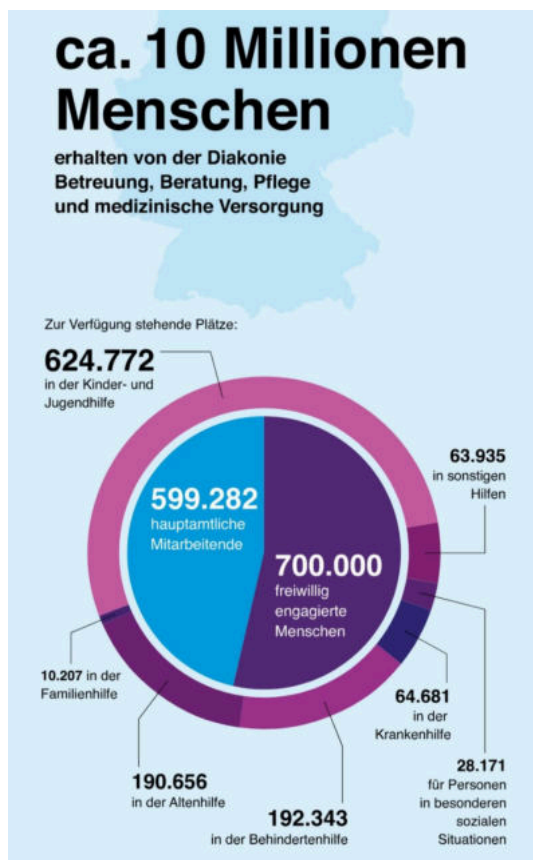 ca. 10 Millionen
Menschen
erhalten von der Diakonie
Betreuung, Beratung, Pflege
und medizinische Versorgung
Zur Verfügung stehende Plätze:
624.772
in der Kinder- und
Jugendhilfe
63.935
in sonstigen
Hilfen
599.282
hauptamtliche
Mitarbeitende
700.000
freiwillig
engagierte
Menschen
10.207 in der
Familienhilfe
64.681
in der
Krankenhilfe
190.656
in der Altenhilfe
192.343
in der Behindertenhilfe
28.171
für Personen
in besonderen
sozialen
Situationen